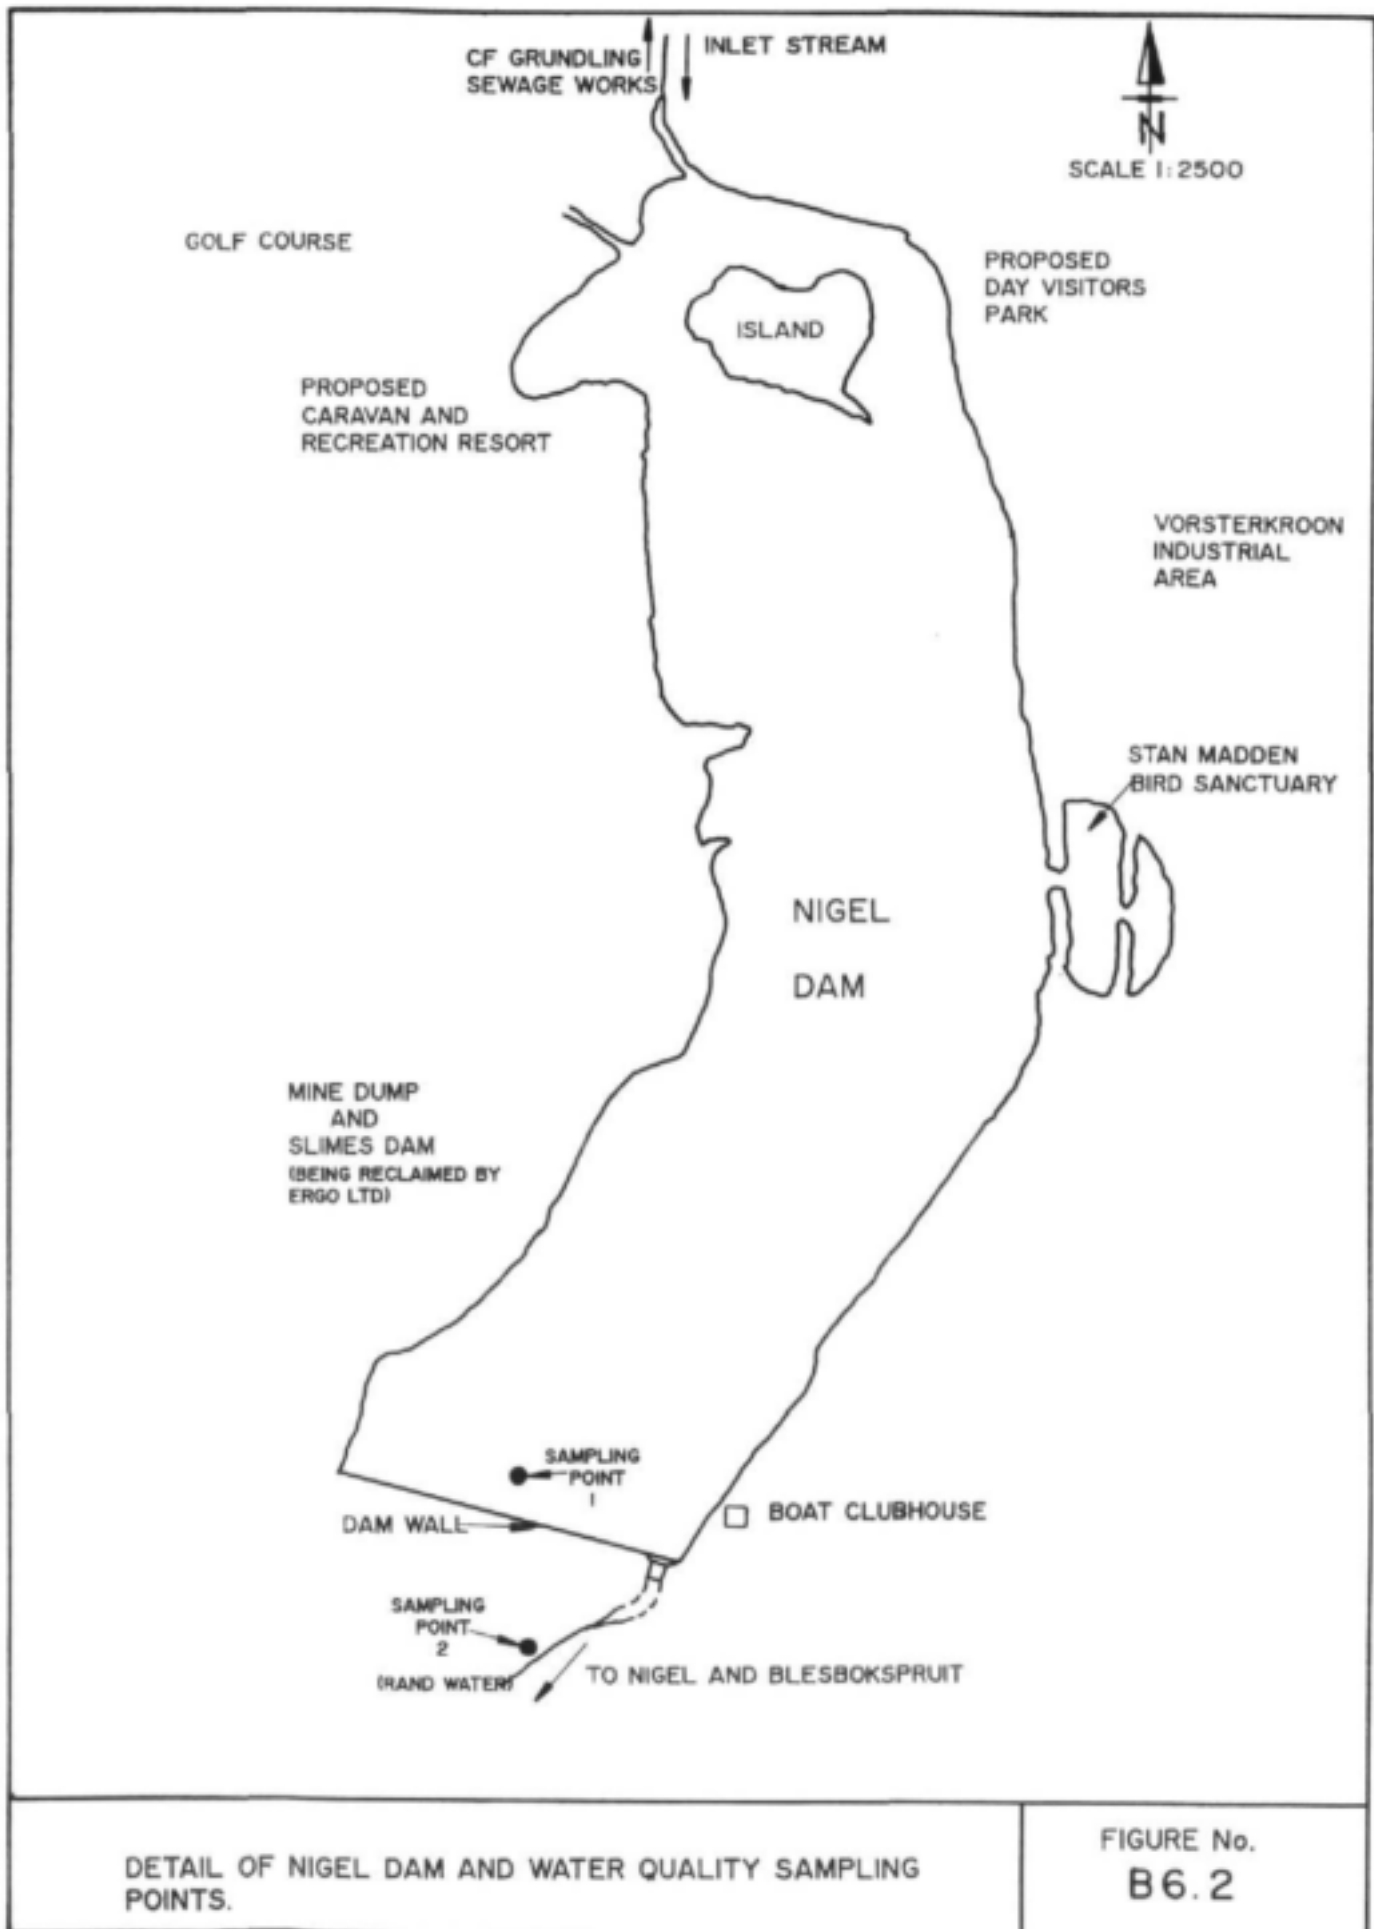 CF GRUNDLING
SEWAGE WORKS
INLET STREAM
N
SCALE 1:2500
GOLF COURSE
PROPOSED
DAY VISITORS
PARK
ISLAND
PROPOSED
CARAVAN AND
RECREATION RESORT
VORSTERKROON
INDUSTRIAL
AREA
STAN MADDEN
BIRD SANCTUARY
NIGEL
DAM
MINE DUMP
AND
SLIMES DAM
(BEING RECLAIMED BY
ERGO LTD)
SAMPLING
POINT
1
DAM WALL
BOAT CLUBHOUSE
SAMPLING
POINT
2
(RAND WATER)
TO NIGEL AND BLESBOKSPRUIT
DETAIL OF NIGEL DAM AND WATER QUALITY SAMPLING
POINTS.
FIGURE No.
B6.2